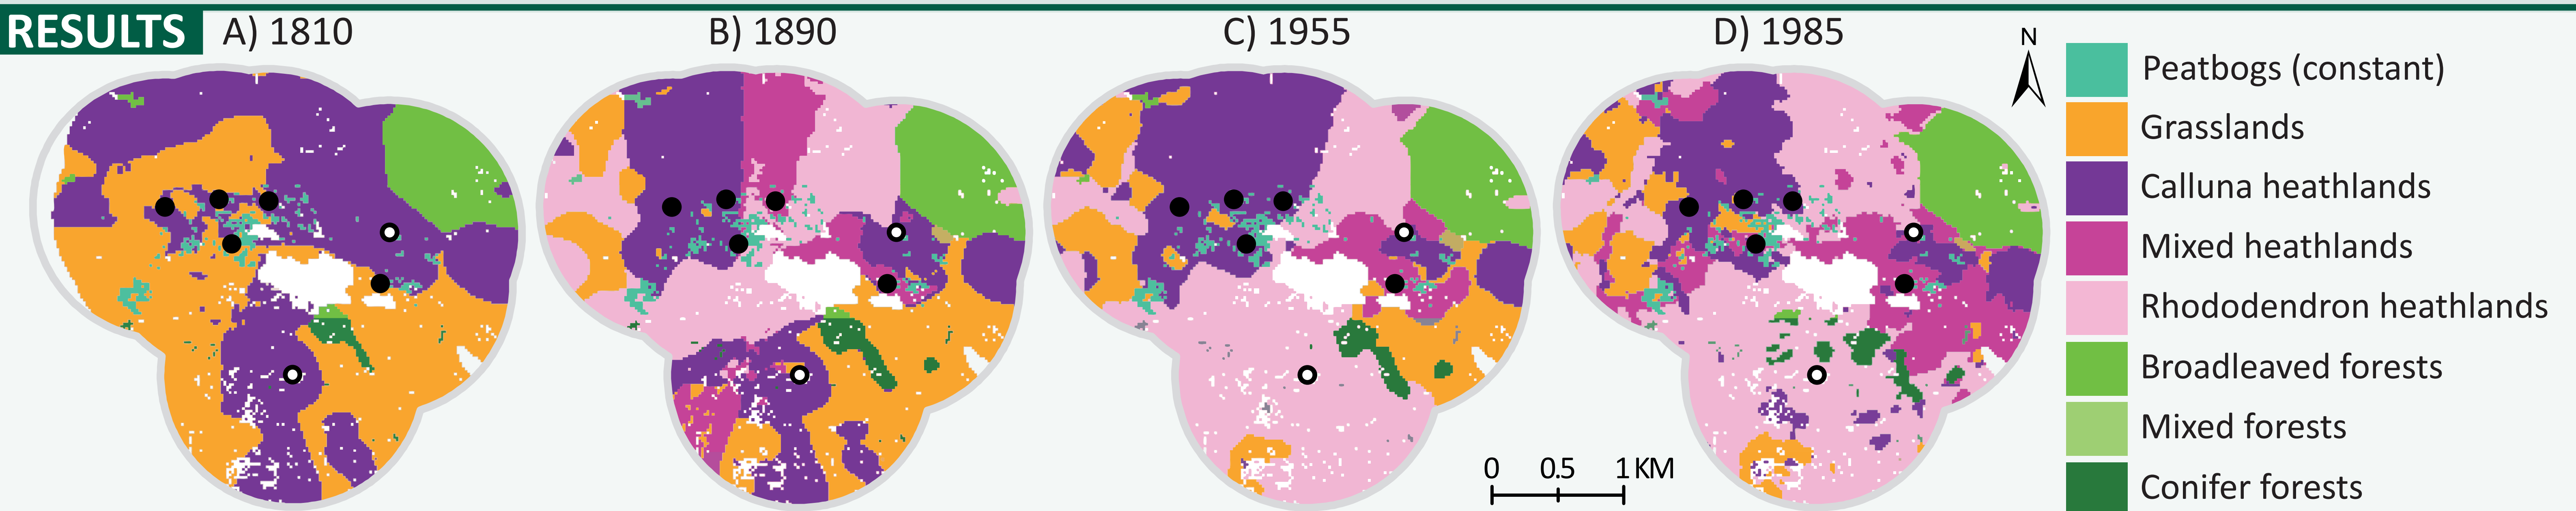 RESULTS
A) 1810
B) 1890
C) 1955
D) 1985
N
0 0.5 1 KM
Peatbogs (constant)
Grasslands
Calluna heathlands
Mixed heathlands
Rhododendron heathlands
Broadleaved forests
Mixed forests
Conifer forests